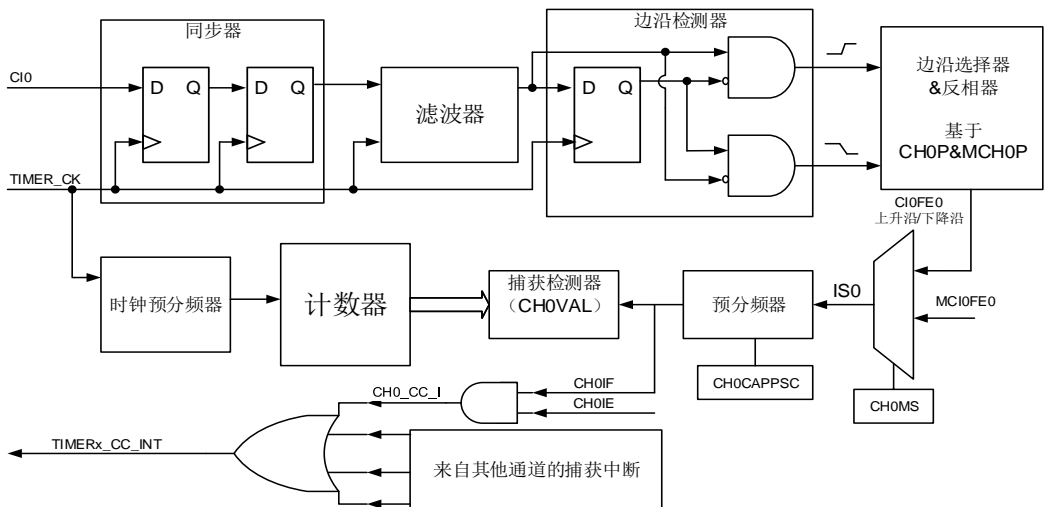 同步器
边沿检测器
CI0
D Q
D Q
滤波器
D Q
边沿选择器
&反相器
基于
CH0P&MCH0P
TIMER_CK
CI0FE0
上升沿/下降沿
时钟预分频器
计数器
捕获检测器
（CH0VAL）
预分频器
IS0
MCI0FE0
CH0CAPPSC
CH0MS
CH0_CC_I
CH0IF
CH0IE
TIMERx_CC_INT
来自其他通道的捕获中断